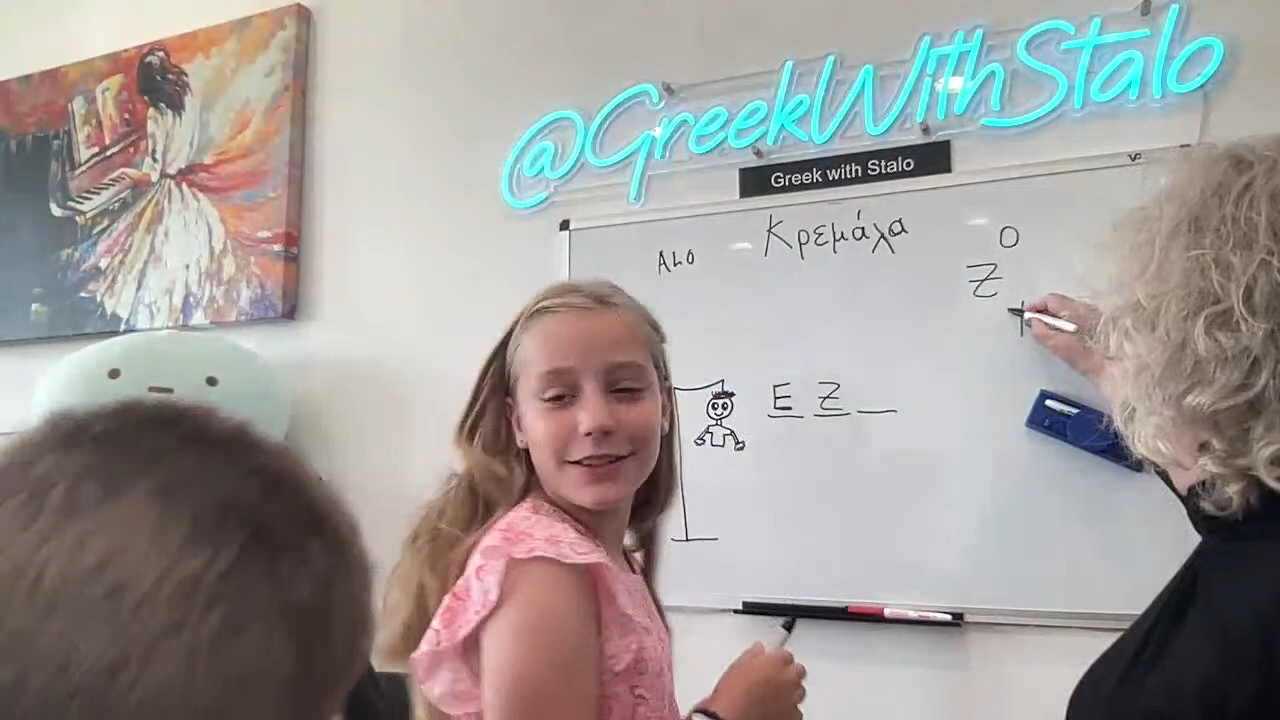 @GreekWithStalo
Greek with Stalo
Κρεμάλα
ΑΛΟ
Ο
Ζ
Ε Ζ _